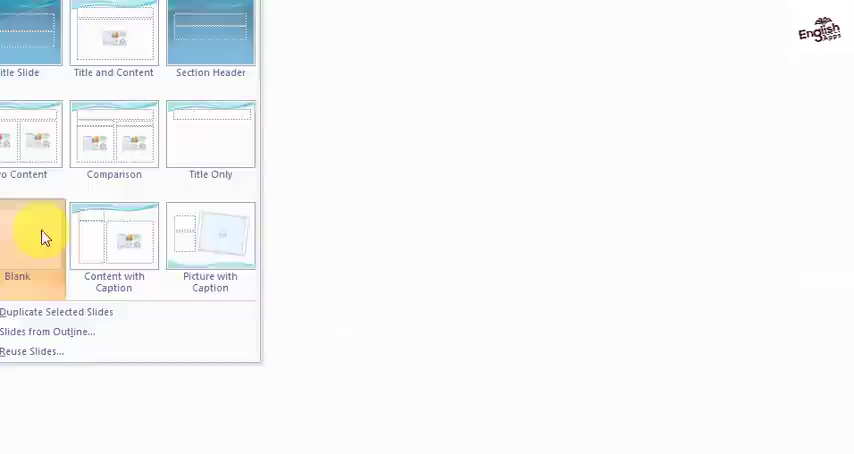 itle Slide
Title and Content
Section Header
o Content
Comparison
Title Only
Blank
Content with
Caption
Picture with
Caption
Duplicate Selected Slides
Slides from Outline...
Reuse Slides...
English
Apps